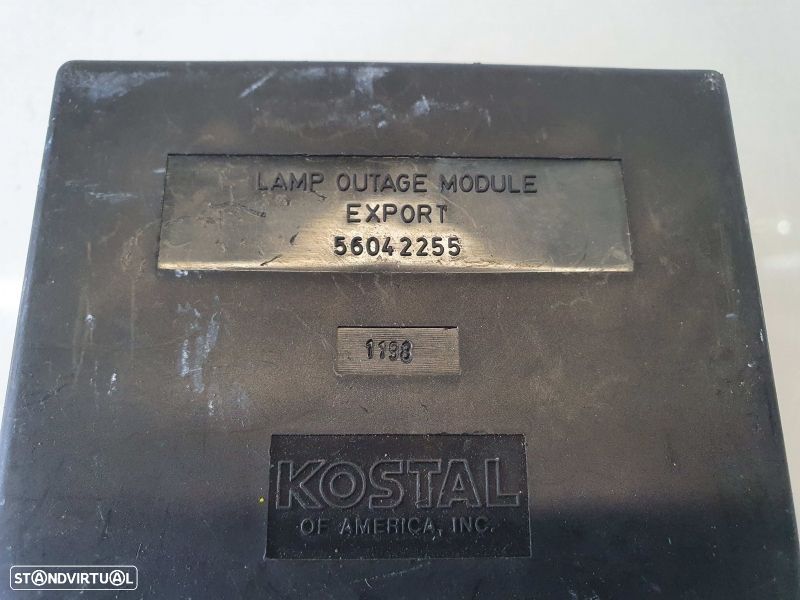 LAMP OUTAGE MODULE
EXPORT
56042255
1198
KOSTAL
OF AMERICA, INC.
STANDVIRTUAL